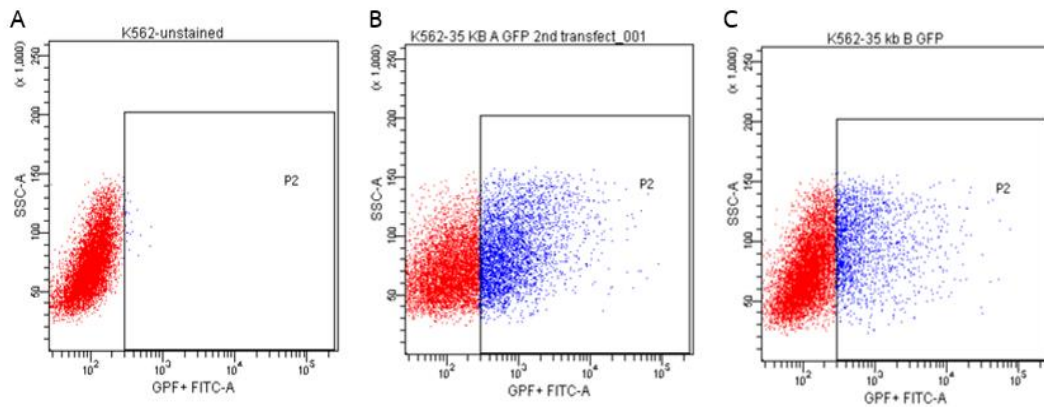 A
K562-unstained
(x 1,000)
250
200
150
100
50
SSC-A
P2
10^2
10^3
10^4
10^5
GPF+ FITC-A
B
K562-35 KB A GFP 2nd transfect_001
(x 1,000)
250
200
150
100
50
SSC-A
P2
10^2
10^3
10^4
10^5
GPF+ FITC-A
C
K562-35 kb B GFP
(x 1,000)
250
200
150
100
50
SSC-A
P2
10^2
10^3
10^4
10^5
GPF+ FITC-A